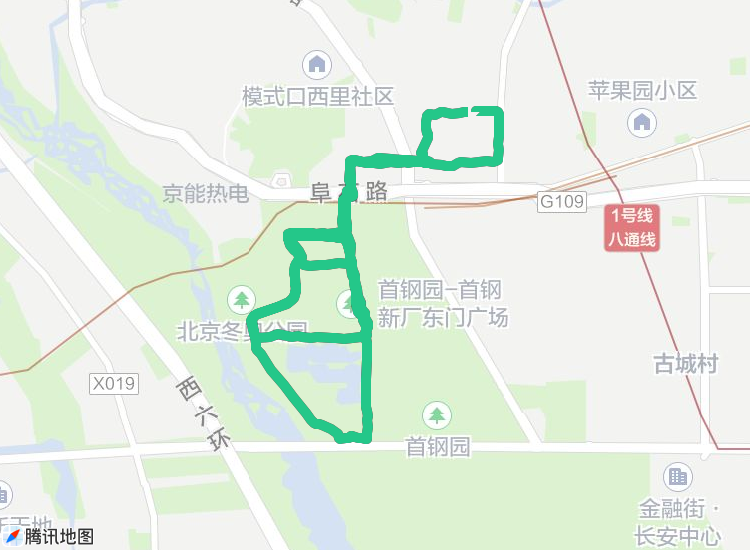 模式口西里社区
苹果园小区
京能热电
阜石路
G109
1号线
八通线
首钢园-首钢
新厂东门广场
北京冬奥公园
古城村
X019
西六环
首钢园
金融街·
长安中心
腾讯地图